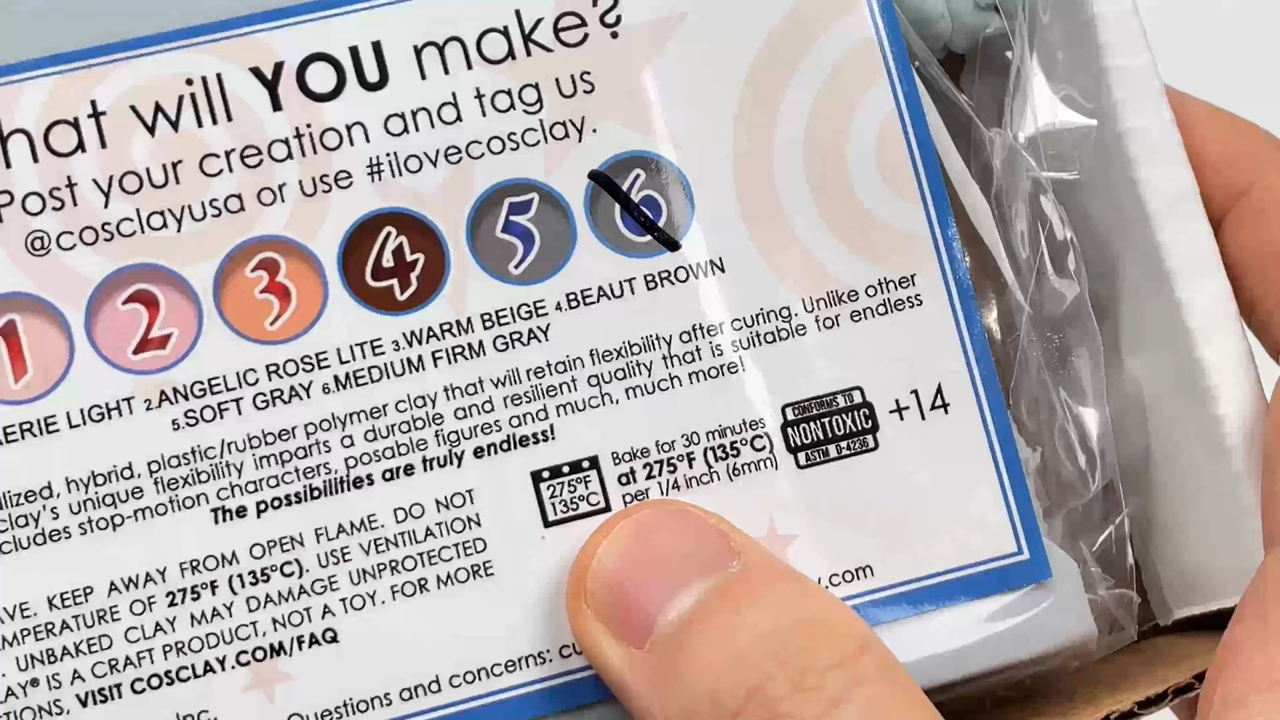 hat will YOU make?
Post your creation and tag us
@cosclayusa or use #ilovecosclay.
1 2 3 4 5 6
ERIE LIGHT 2.ANGELIC ROSE LITE 3.WARM BEIGE 4.BEAUT BROWN
5.SOFT GRAY 6.MEDIUM FIRM GRAY
lized, hybrid, plastic/rubber polymer clay that will retain flexibility after curing. Unlike other
clay's unique flexibility imparts a durable and resilient quality that is suitable for endless
cludes stop-motion characters, posable figures and much, much more!
The possibilities are truly endless!
275°F
135°C
Bake for 30 minutes
at 275°F (135°C)
per 1/4 inch (6mm)
CONFORMS TO
NONTOXIC
ASTM D-4236
+14
VE. KEEP AWAY FROM OPEN FLAME. DO NOT
MPERATURE OF 275°F (135°C). USE VENTILATION
. UNBAKED CLAY MAY DAMAGE UNPROTECTED
LAY® IS A CRAFT PRODUCT, NOT A TOY. FOR MORE
TIONS, VISIT COSCLAY.COM/FAQ
Inc.
Questions and concerns: cu
y.com